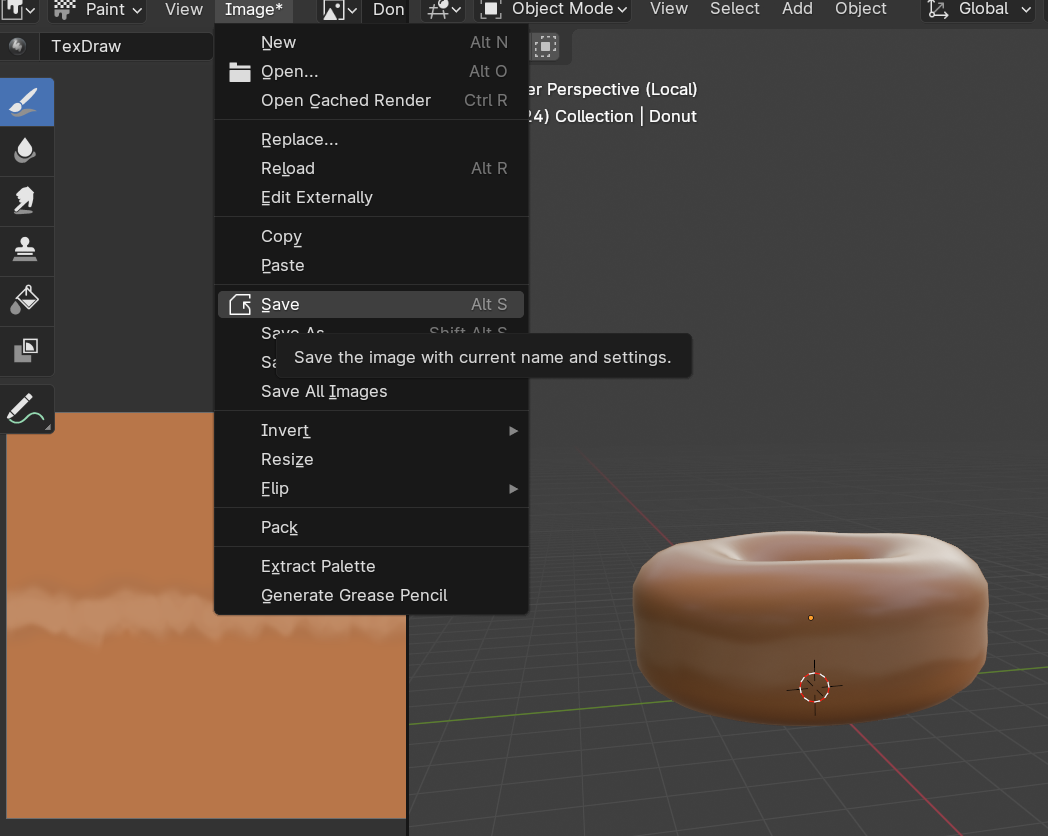 Paint View Image* Don Object Mode View Select Add Object Global
TexDraw
New Alt N
Open... Alt O
er Perspective (Local)
Open Cached Render Ctrl R
24) Collection | Donut
Replace...
Reload Alt R
Edit Externally
Copy
Paste
Save Alt S
Save As Shift Alt S
Save the image with current name and settings.
Sa
Save All Images
Invert
Resize
Flip
Pack
Extract Palette
Generate Grease Pencil